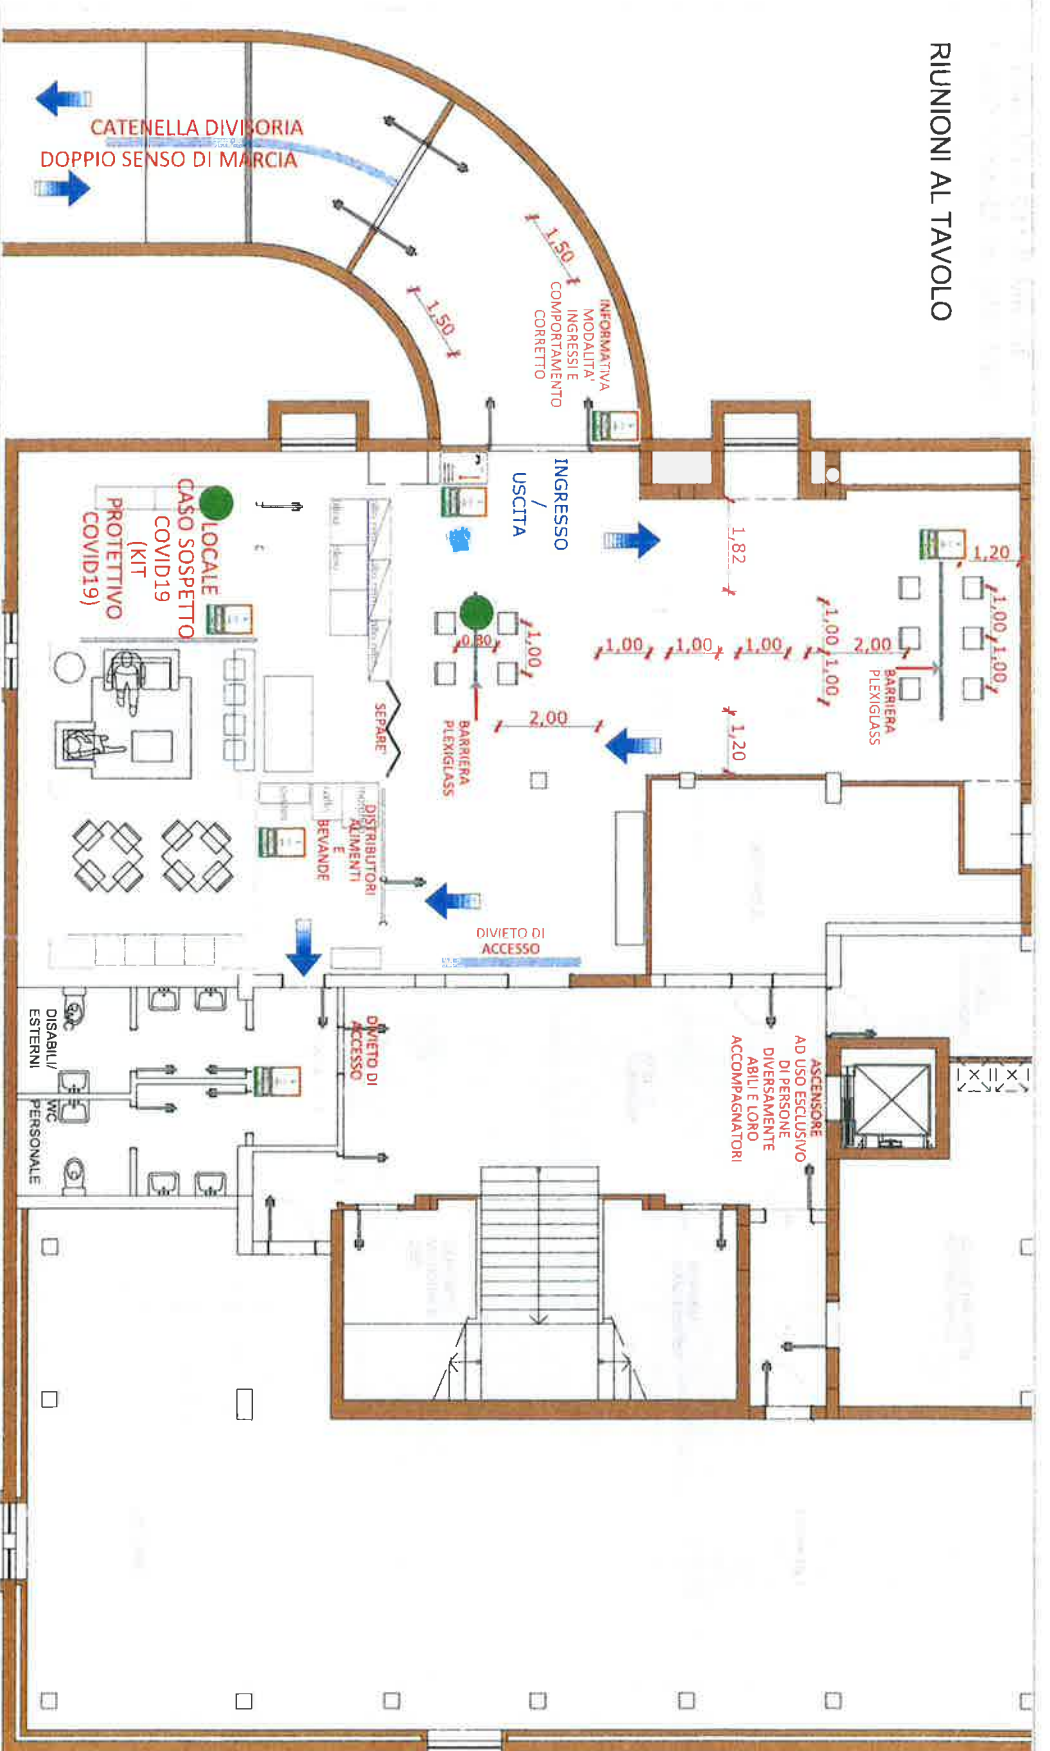 RIUNIONI AL TAVOLO
CATENELLA DIVISORIA
DOPPIO SENSO DI MARCIA
1,50
1,50
INFORMATIVA
MODALITA'
INGRESSI E
COMPORTAMENTO
CORRETTO
INGRESSO
/
USCITA
LOCALE
CASO SOSPETTO
COVID19
(KIT
PROTETTIVO
COVID19)
1,82
1,20
1,00
1,00
2,00
1,00
1,00
BARRIERA
PLEXIGLASS
1,00
1,00
1,00
0,80
1,00
2,00
1,20
BARRIERA
PLEXIGLASS
SEPARE'
DISTRIBUTORI
ALIMENTI
E
BEVANDE
DIVIETO DI
ACCESSO
DIVIETO DI
ACCESSO
ASCENSORE
AD USO ESCLUSIVO
DI PERSONE
DIVERSAMENTE
ABILI E LORO
ACCOMPAGNATORI
WC
DISABILI/
ESTERNI
WC
PERSONALE